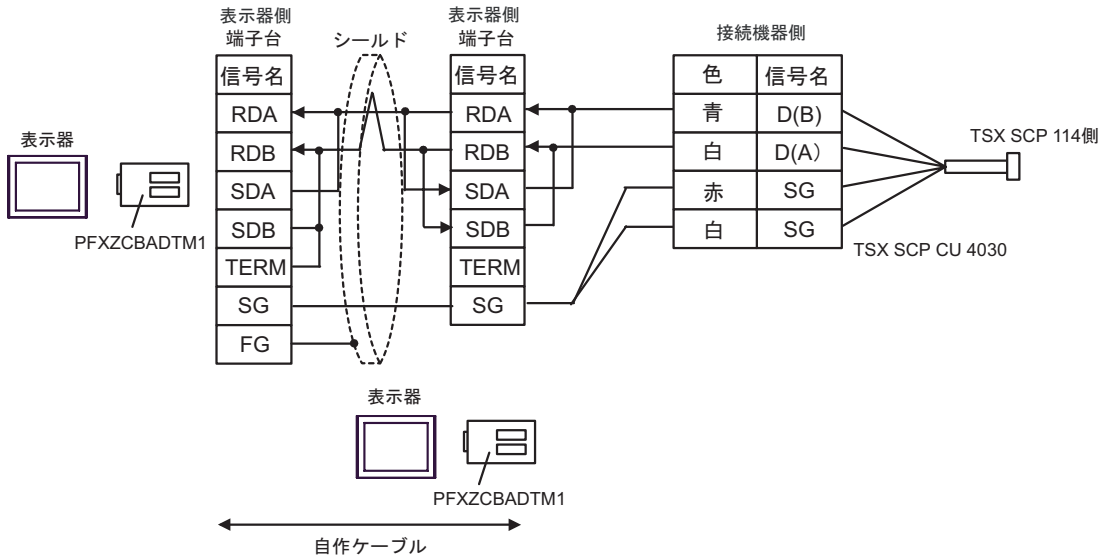 表示器側
端子台
信号名
RDA
RDB
SDA
SDB
TERM
SG
FG
シールド
表示器側
端子台
信号名
RDA
RDB
SDA
SDB
TERM
SG
接続機器側
色 信号名
青 D(B)
白 D(A）
赤 SG
白 SG
TSX SCP 114側
TSX SCP CU 4030
表示器
PFXZCBADTM1
表示器
PFXZCBADTM1
自作ケーブル